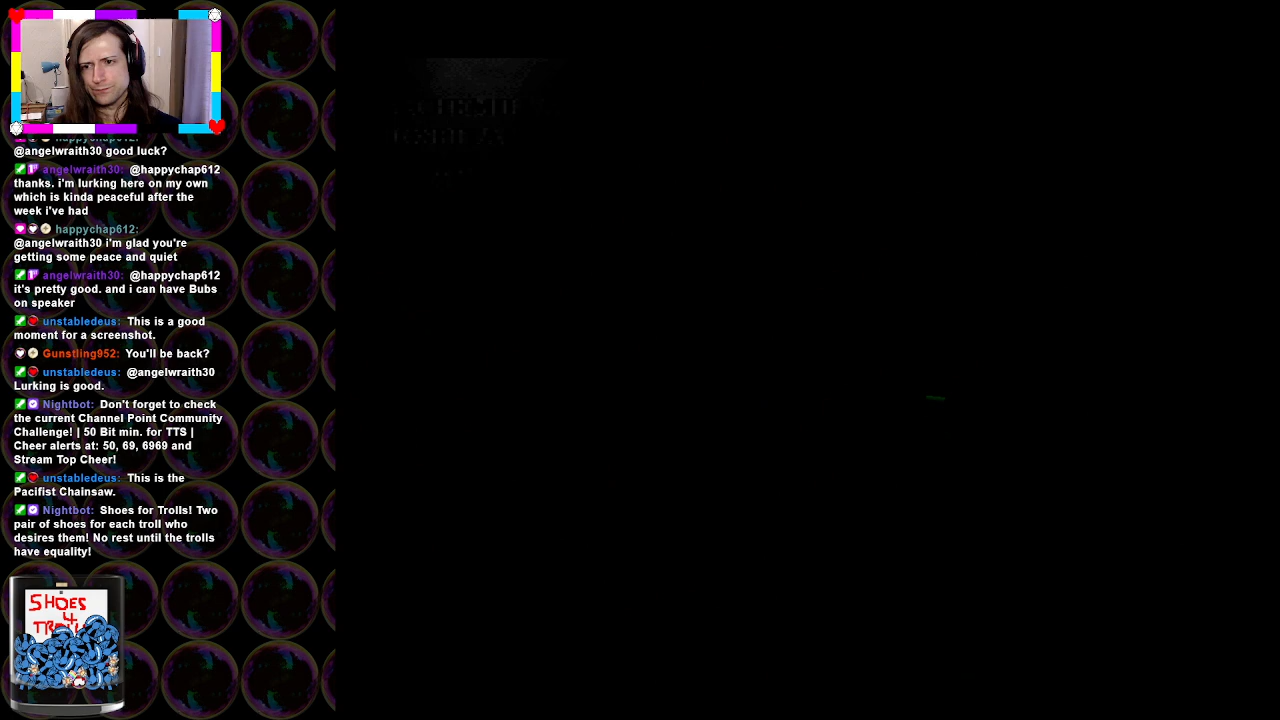 happychap612:
@angelwraith30 good luck?
angelwraith30: @happychap612
thanks. i'm lurking here on my own
which is kinda peaceful after the
week i've had
happychap612:
@angelwraith30 i'm glad you're
getting some peace and quiet
angelwraith30: @happychap612
it's pretty good. and i can have Bubs
on speaker
unstabledeus: This is a good
moment for a screenshot.
Gunstling952: You'll be back?
unstabledeus: @angelwraith30
Lurking is good.
Nightbot: Don't forget to check
the current Channel Point Community
Challenge! | 50 Bit min. for TTS |
Cheer alerts at: 50, 69, 6969 and
Stream Top Cheer!
unstabledeus: This is the
Pacifist Chainsaw.
Nightbot: Shoes for Trolls! Two
pair of shoes for each troll who
desires them! No rest until the trolls
have equality!
SHOES
4